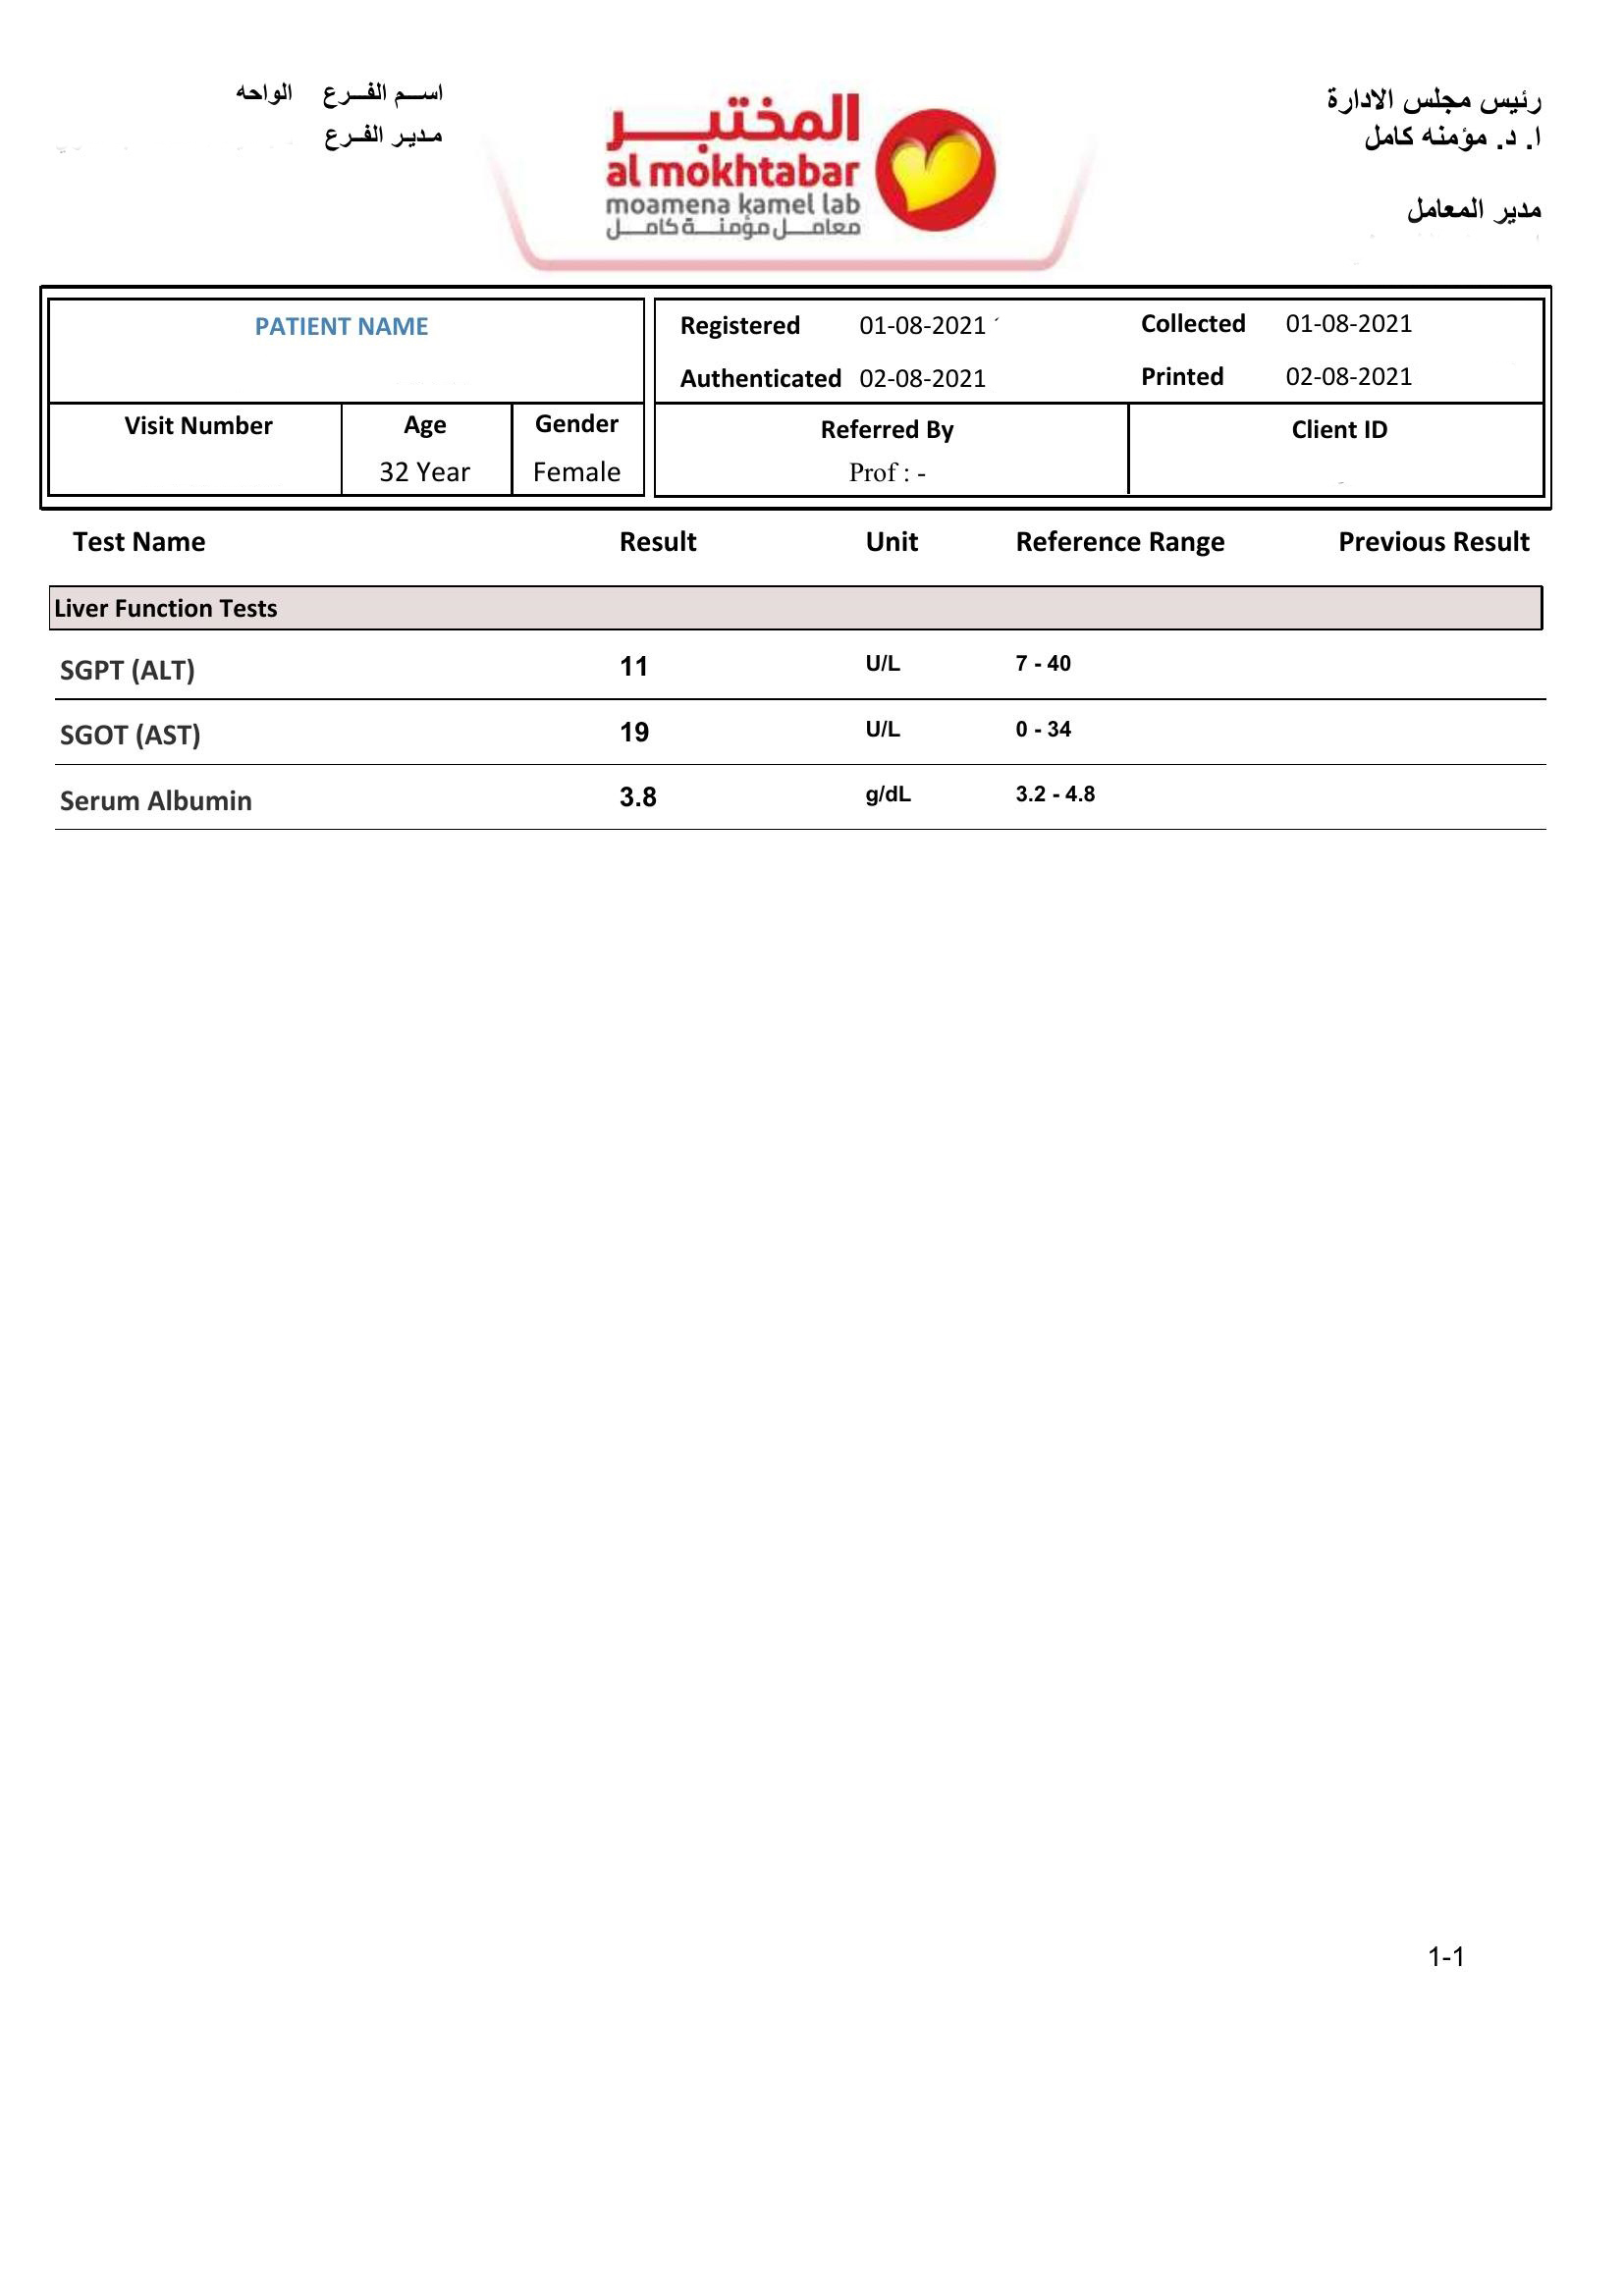 اسم الفرع الواحه
مدير الفرع
المختبر
al mokhtabar
moamena kamel lab
معامل مؤمنة كامل
رئيس مجلس الادارة
ا. د. مؤمنه كامل
مدير المعامل
PATIENT NAME
Registered 01-08-2021 Collected 01-08-2021
Authenticated 02-08-2021 Printed 02-08-2021
Visit Number Age Gender Referred By Client ID
32 Year Female Prof : -
Test Name Result Unit Reference Range Previous Result
Liver Function Tests
SGPT (ALT) 11 U/L 7 - 40
SGOT (AST) 19 U/L 0 - 34
Serum Albumin 3.8 g/dL 3.2 - 4.8
1-1